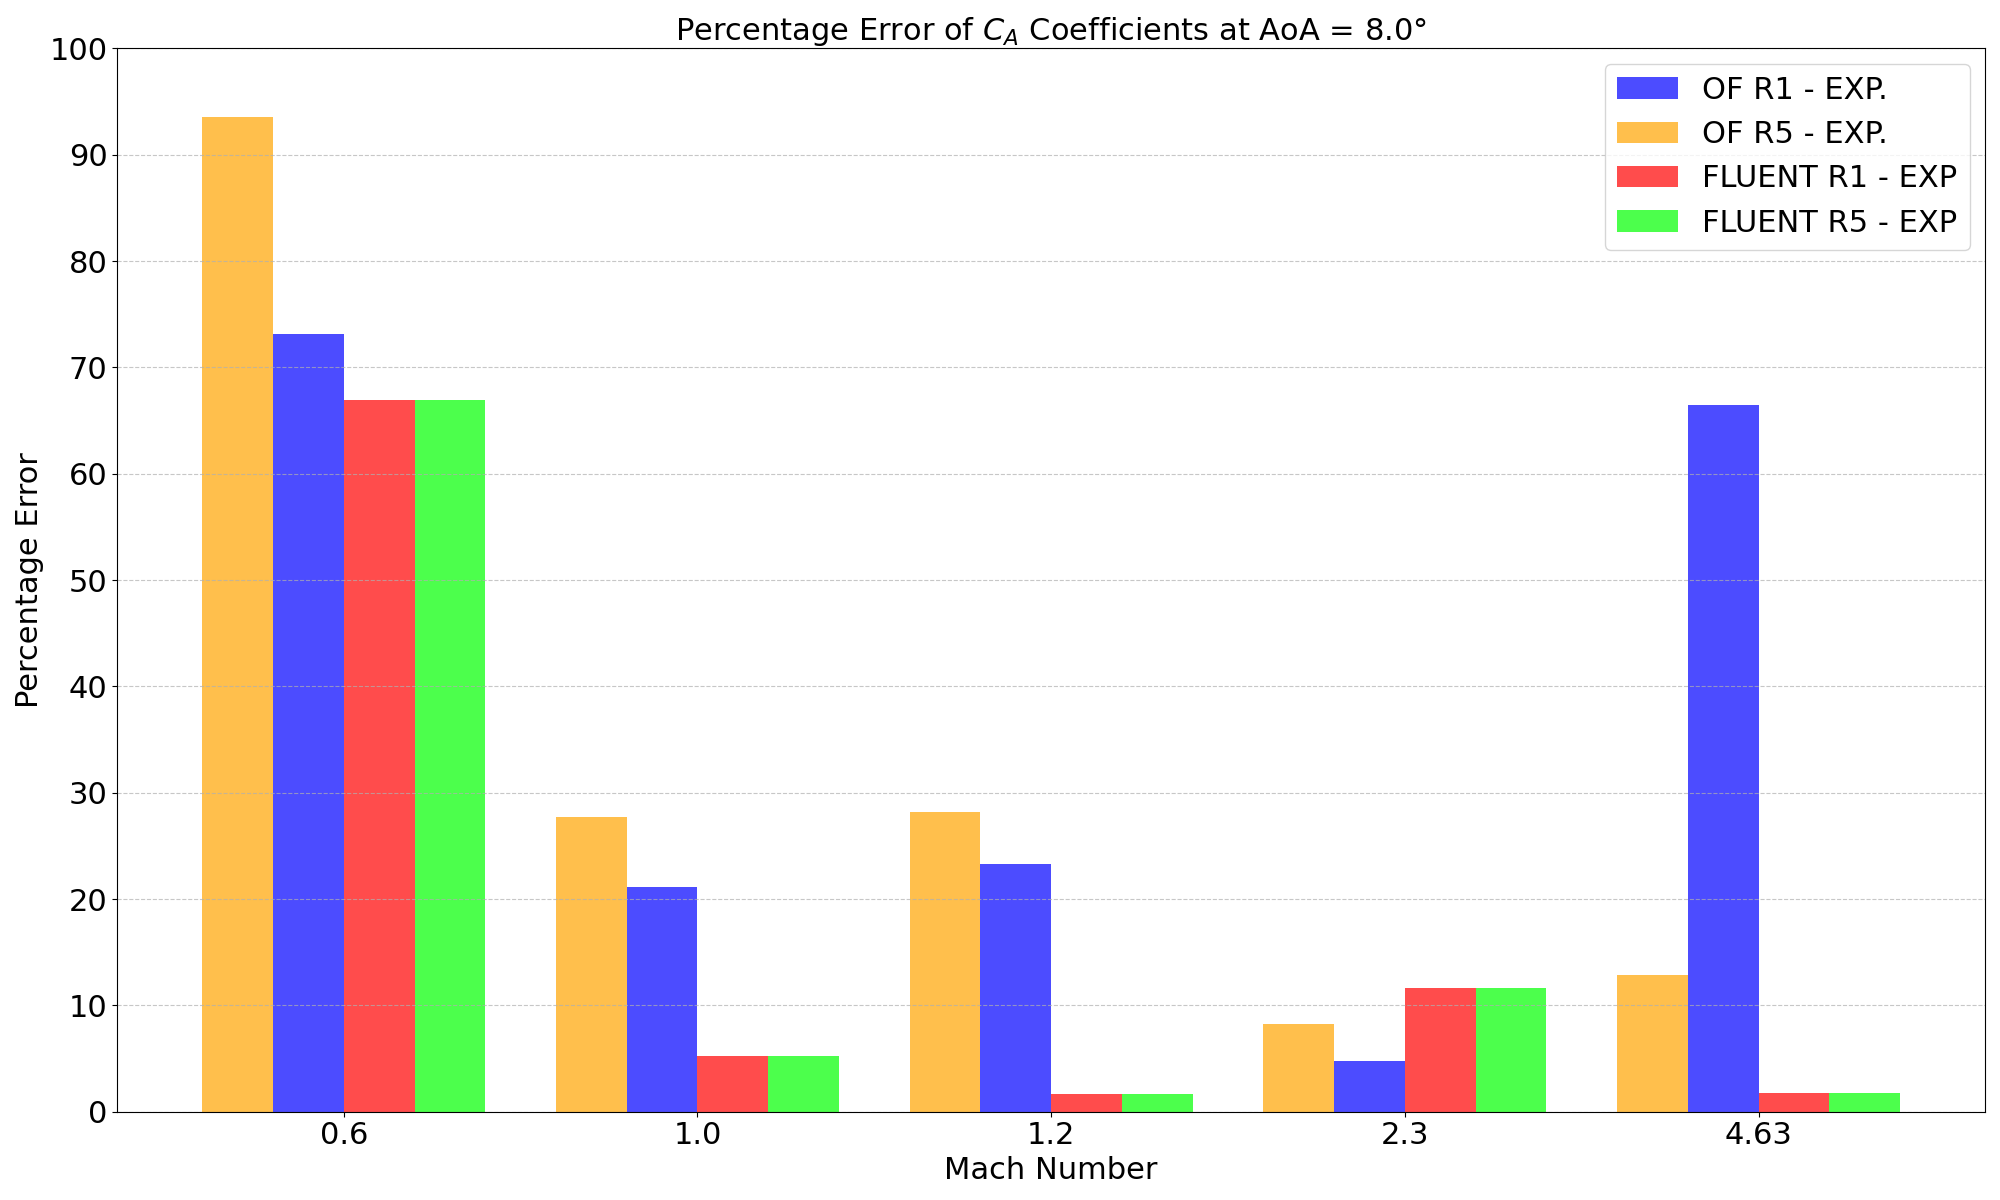 Percentage Error of C_A Coefficients at AoA = 8.0°
100
90
80
70
60
50
40
30
20
10
0
Percentage Error
OF R1 - EXP.
OF R5 - EXP.
FLUENT R1 - EXP
FLUENT R5 - EXP
0.6 1.0 1.2 2.3 4.63
Mach Number